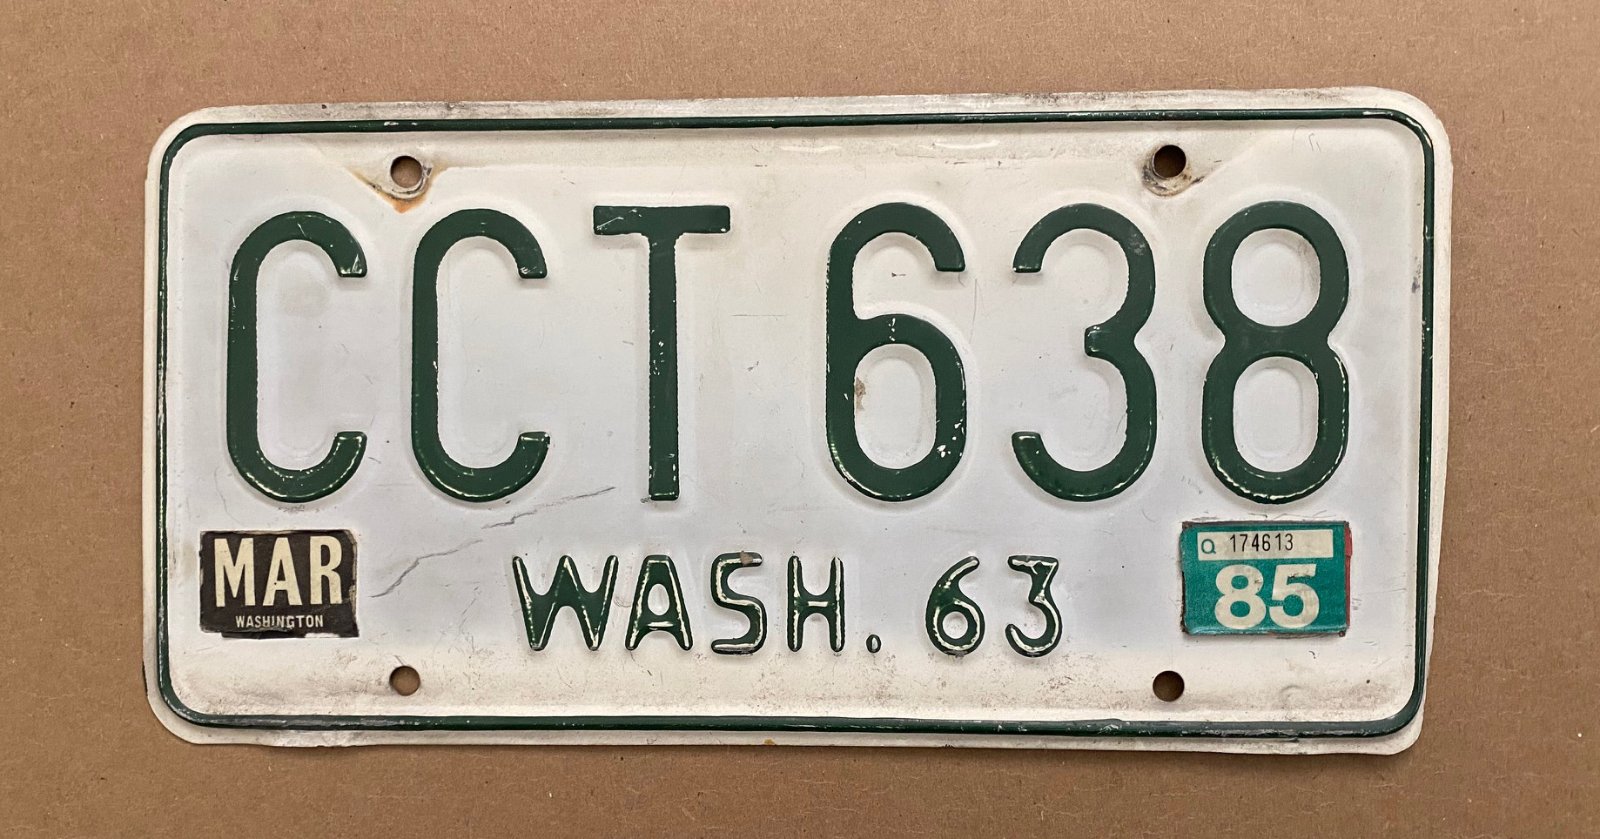 CCT 638
MAR
WASHINGTON
WASH. 63
Q 174613
85